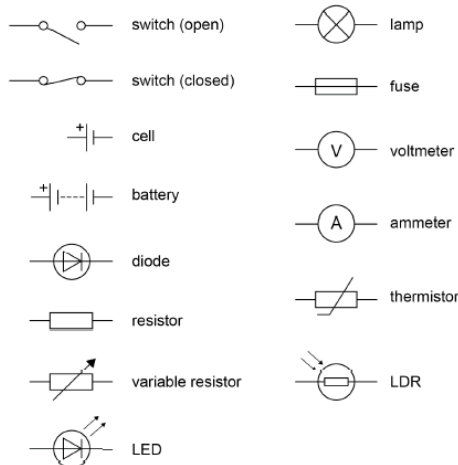 switch (open)
switch (closed)
+
cell
+
battery
diode
resistor
variable resistor
LED
lamp
fuse
V
voltmeter
A
ammeter
thermistor
LDR